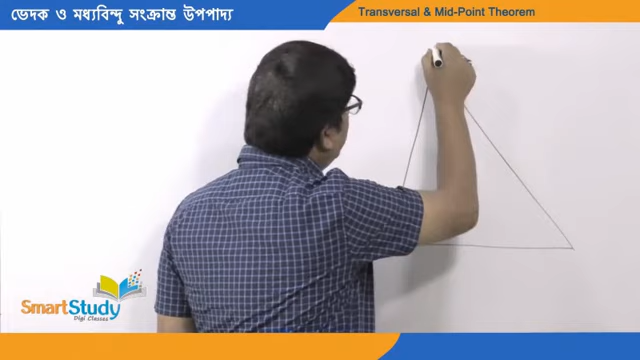 ভেদক ও মধ্যবিন্দু সংক্রান্ত উপপাদ্য
Transversal & Mid-Point Theorem
SmartStudy
Digi Classes